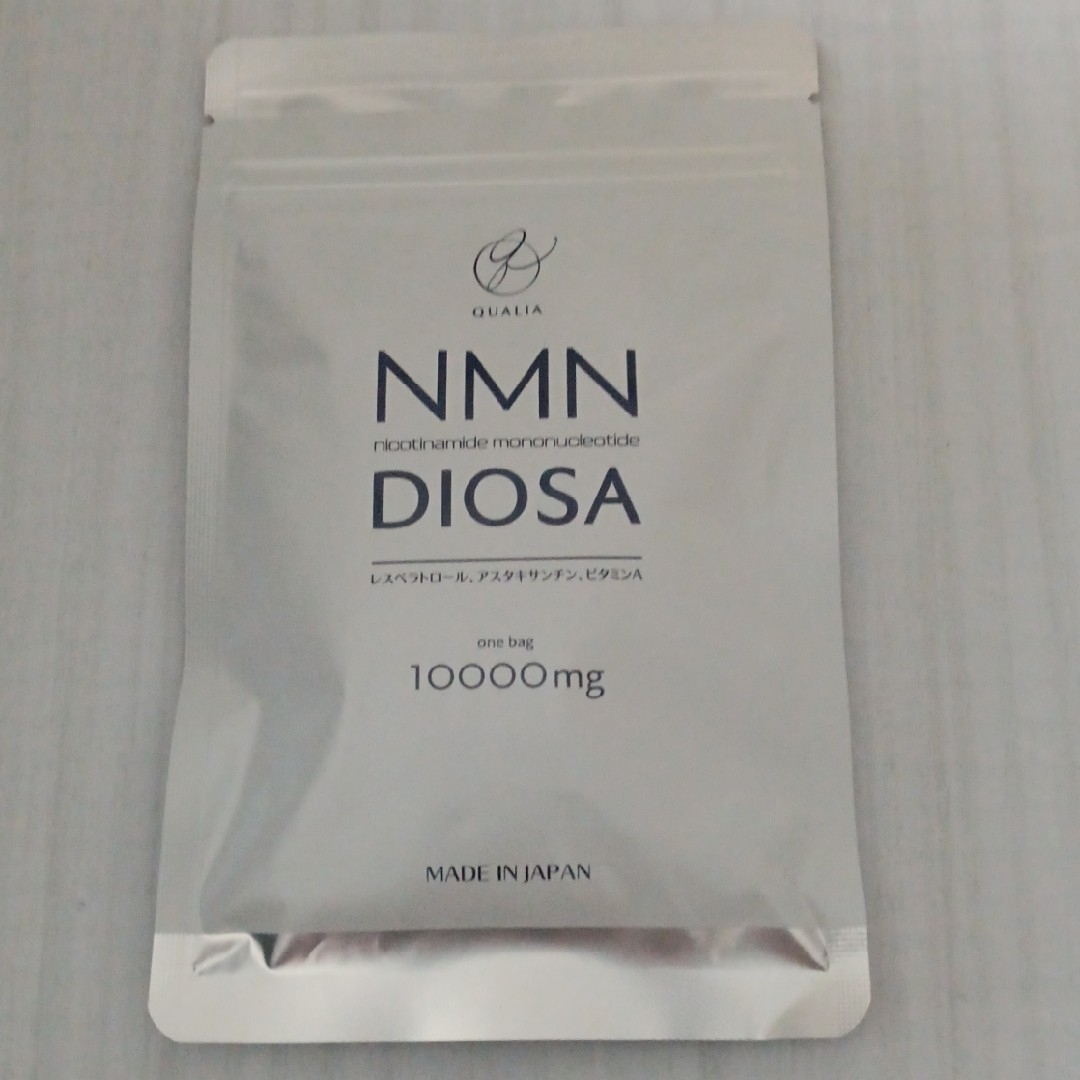 QUALIA
NMN
nicotinamide mononucleotide
DIOSA
レスベラトロール、アスタキサンチン、ビタミンA
one bag
10000mg
MADE IN JAPAN